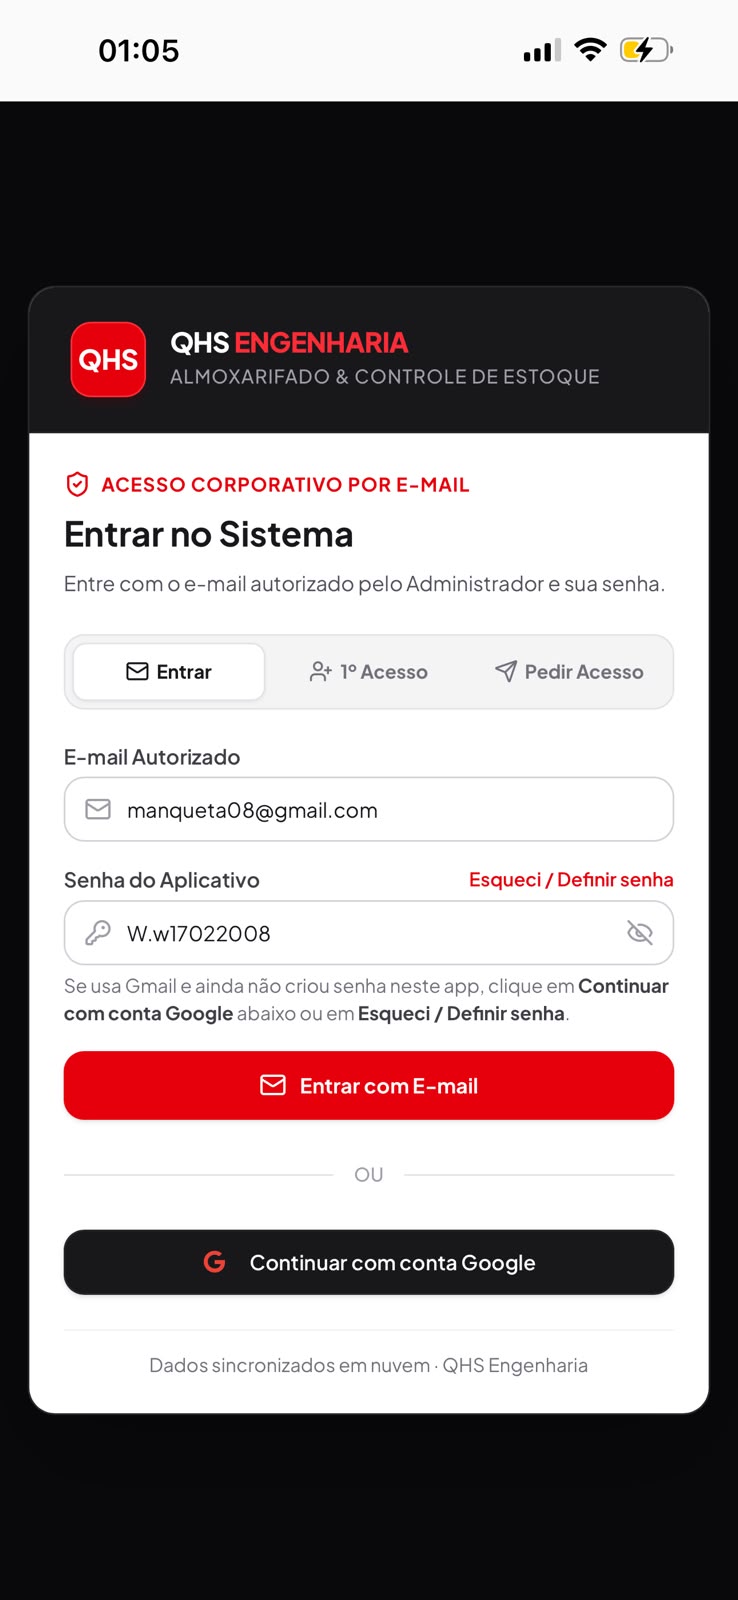 01:05
QHS
QHS ENGENHARIA
ALMOXARIFADO & CONTROLE DE ESTOQUE
ACESSO CORPORATIVO POR E-MAIL
Entrar no Sistema
Entre com o e-mail autorizado pelo Administrador e sua senha.
Entrar
1º Acesso
Pedir Acesso
E-mail Autorizado
manqueta08@gmail.com
Senha do Aplicativo
Esqueci / Definir senha
W.w17022008
Se usa Gmail e ainda não criou senha neste app, clique em Continuar
com conta Google abaixo ou em Esqueci / Definir senha.
Entrar com E-mail
OU
G Continuar com conta Google
Dados sincronizados em nuvem · QHS Engenharia